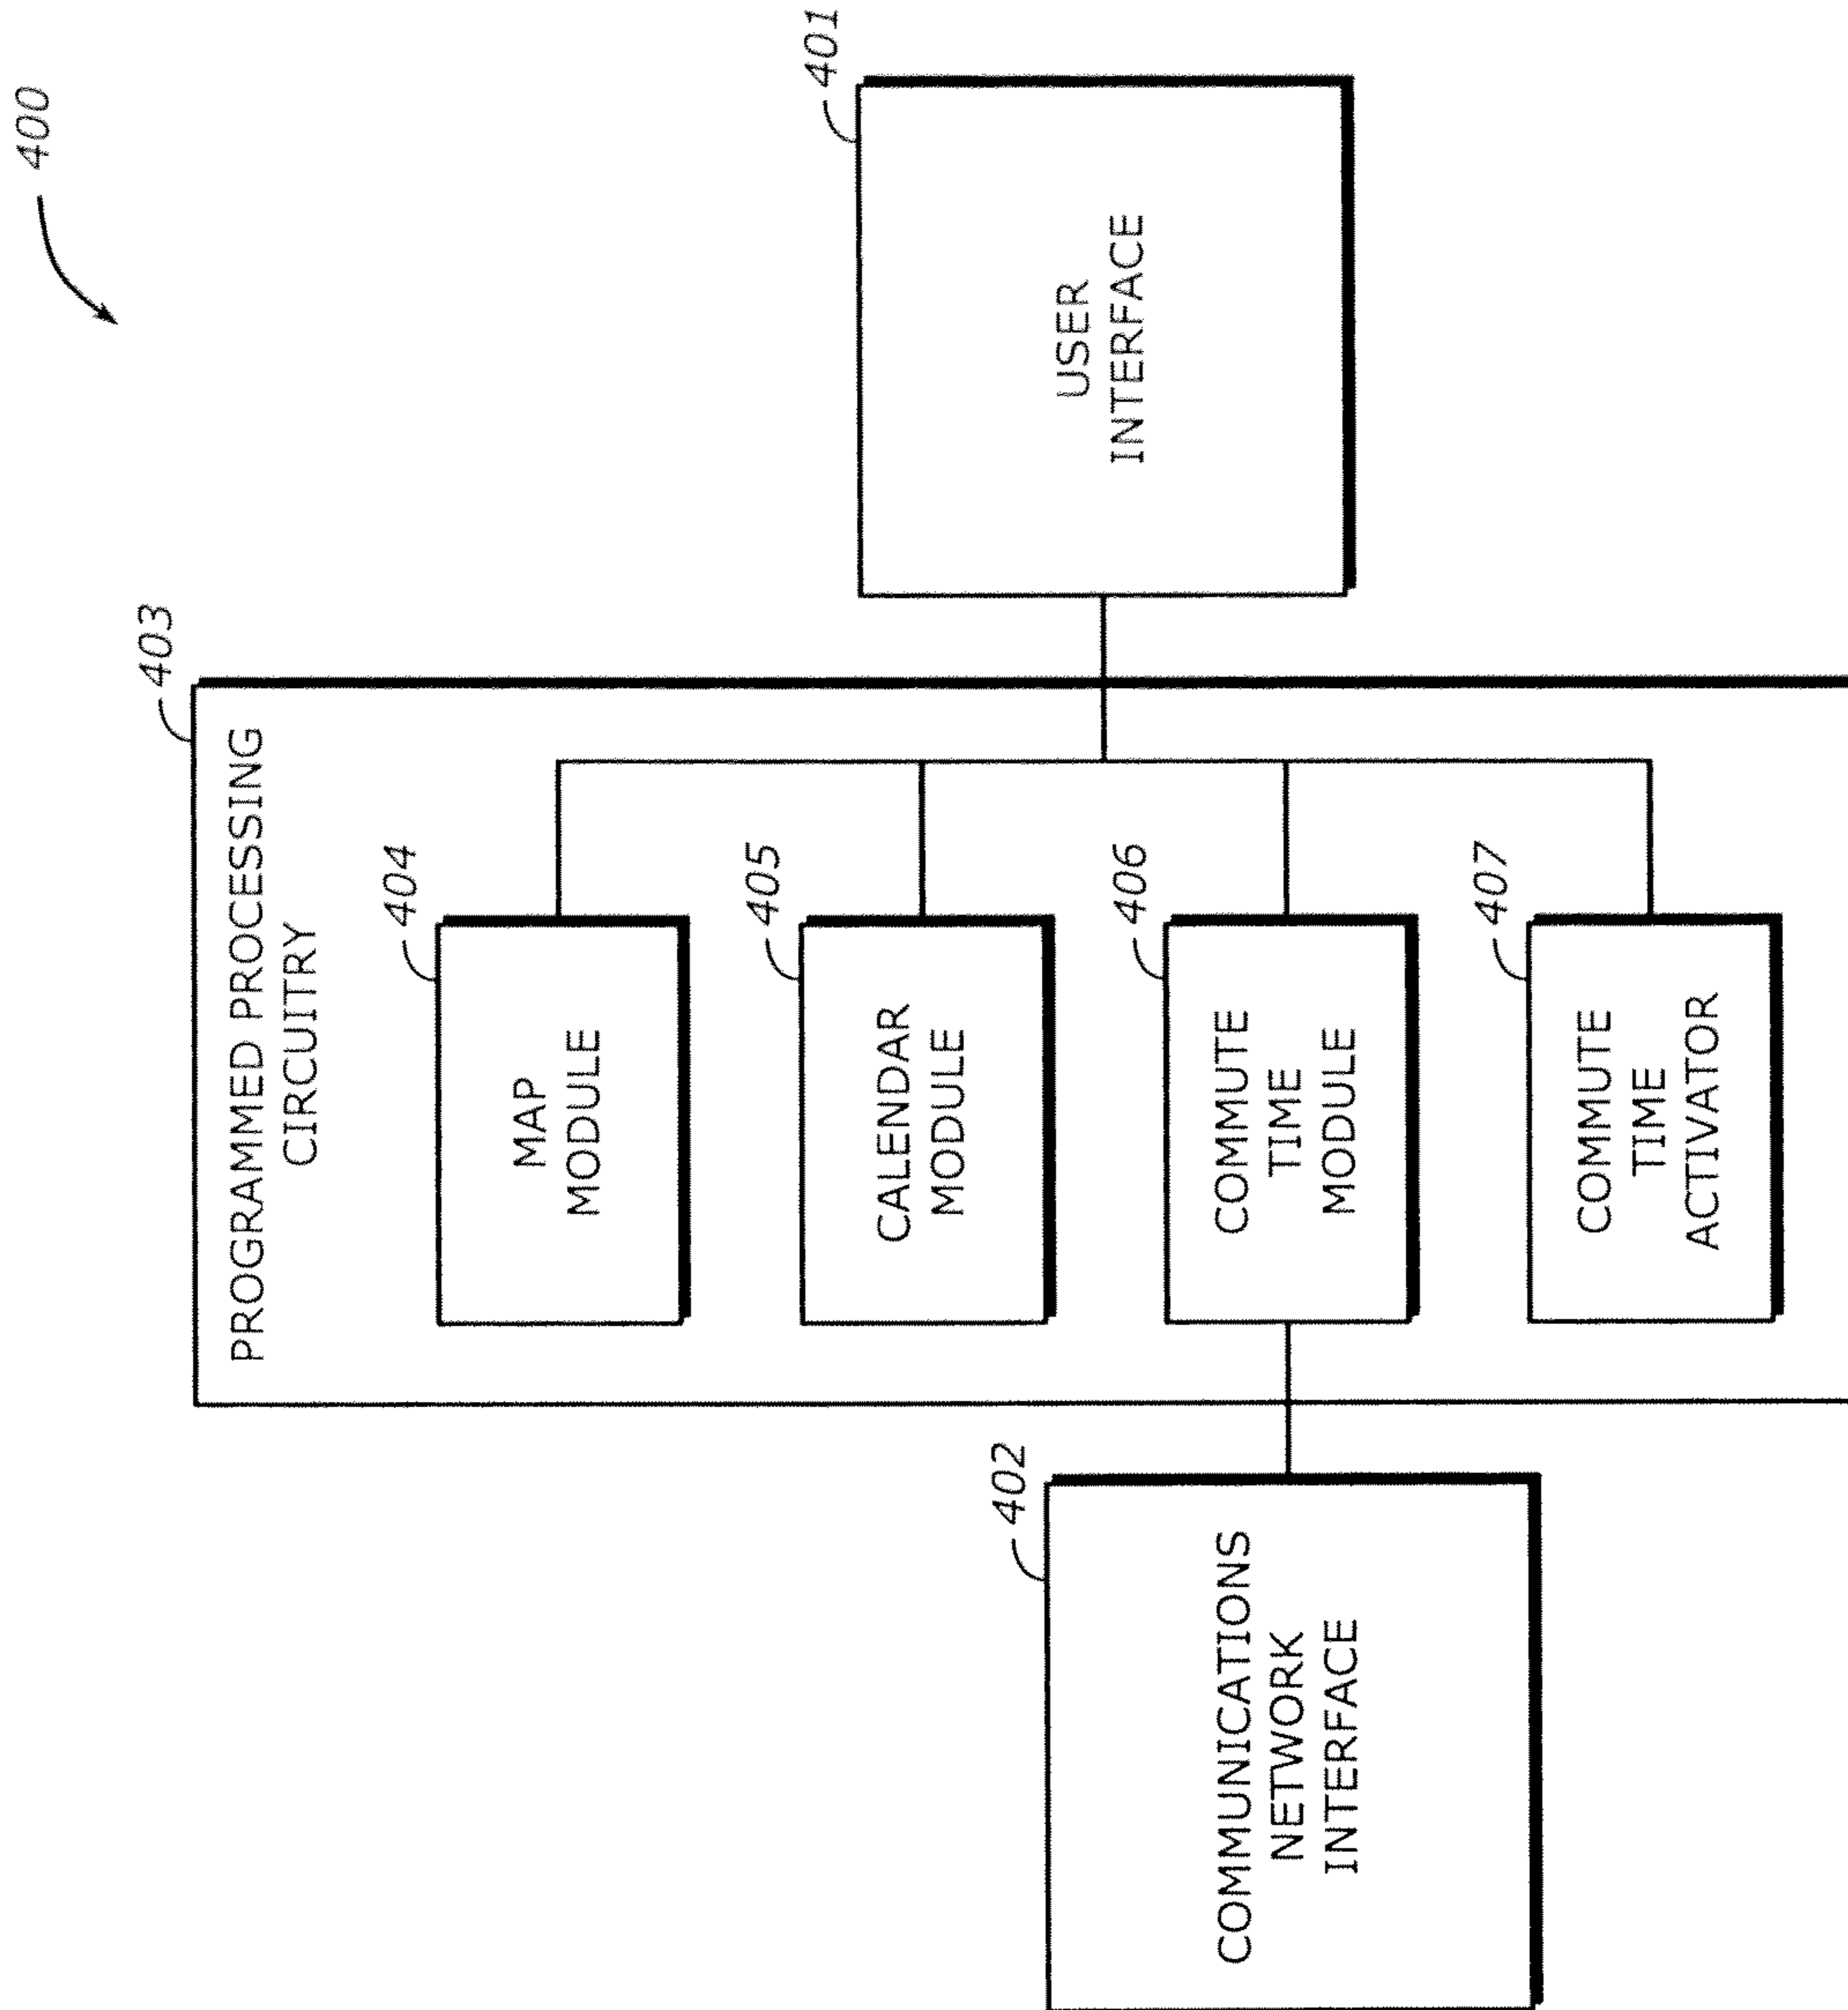 400
403
PROGRAMMED PROCESSING
CIRCUITRY
402
COMMUNICATIONS
NETWORK
INTERFACE
404
MAP
MODULE
405
CALENDAR
MODULE
406
COMMUTE
TIME
MODULE
407
COMMUTE
TIME
ACTIVATOR
401
USER
INTERFACE